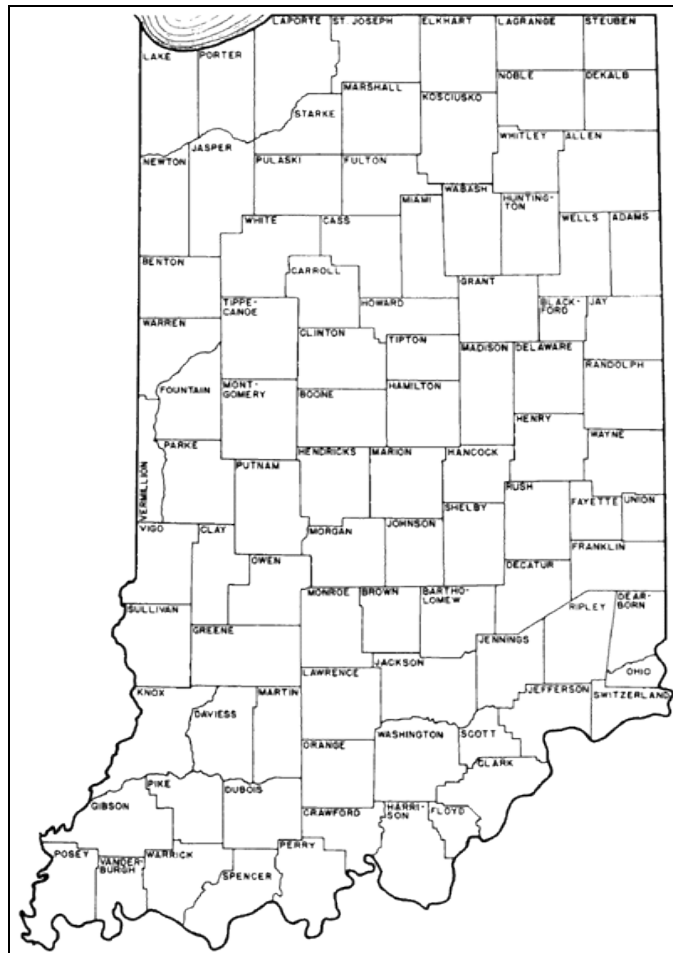 LAPORTE
ST. JOSEPH
ELKHART
LAGRANGE
STEUBEN
LAKE
PORTER
NOBLE
DEKALB
MARSHALL
KOSCIUSKO
STARKE
WHITLEY
ALLEN
NEWTON
JASPER
PULASKI
FULTON
MIAMI
WABASH
HUNTING-
TON
WHITE
CASS
WELLS
ADAMS
BENTON
CARROLL
GRANT
TIPPE-
CANOE
HOWARD
BLACK-
FORD
JAY
WARREN
CLINTON
TIPTON
MADISON
DELAWARE
RANDOLPH
FOUNTAIN
MONT-
GOMERY
BOONE
HAMILTON
HENRY
WAYNE
PARKE
VERMILLION
PUTNAM
HENDRICKS
MARION
HANCOCK
RUSH
FAYETTE
UNION
VIGO
CLAY
MORGAN
JOHNSON
SHELBY
FRANKLIN
OWEN
DECATUR
SULLIVAN
MONROE
BROWN
BARTHO-
LOMEW
RIPLEY
DEAR-
BORN
GREENE
JENNINGS
LAWRENCE
JACKSON
OHIO
KNOX
DAVIESS
MARTIN
JEFFERSON
SWITZERLAND
ORANGE
WASHINGTON
SCOTT
CLARK
GIBSON
PIKE
DUBOIS
CRAWFORD
HARRI-
SON
FLOYD
POSEY
VANDER-
BURGH
WARRICK
SPENCER
PERRY